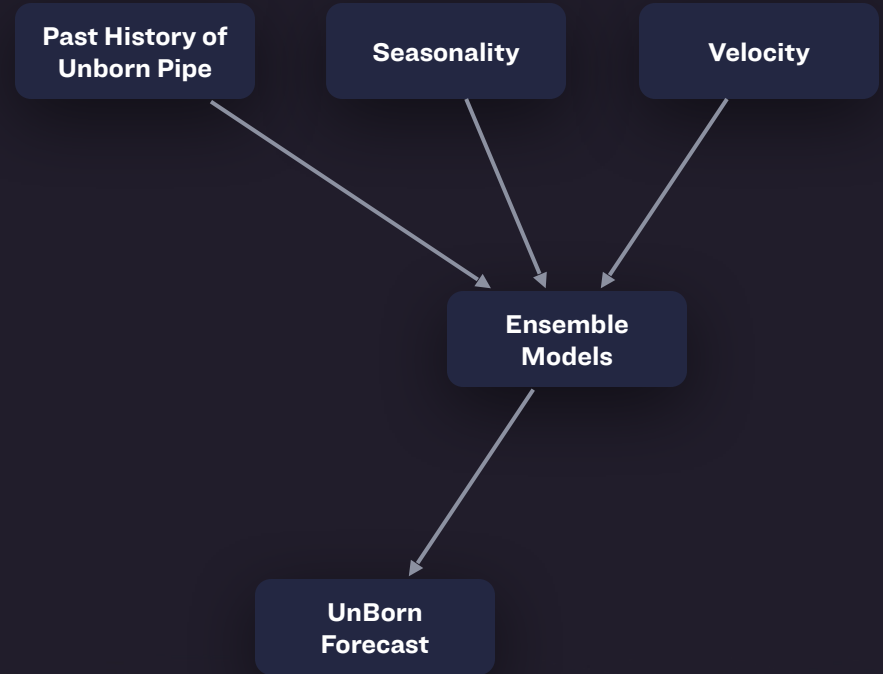 Past History of
Unborn Pipe
Seasonality
Velocity
Ensemble
Models
UnBorn
Forecast